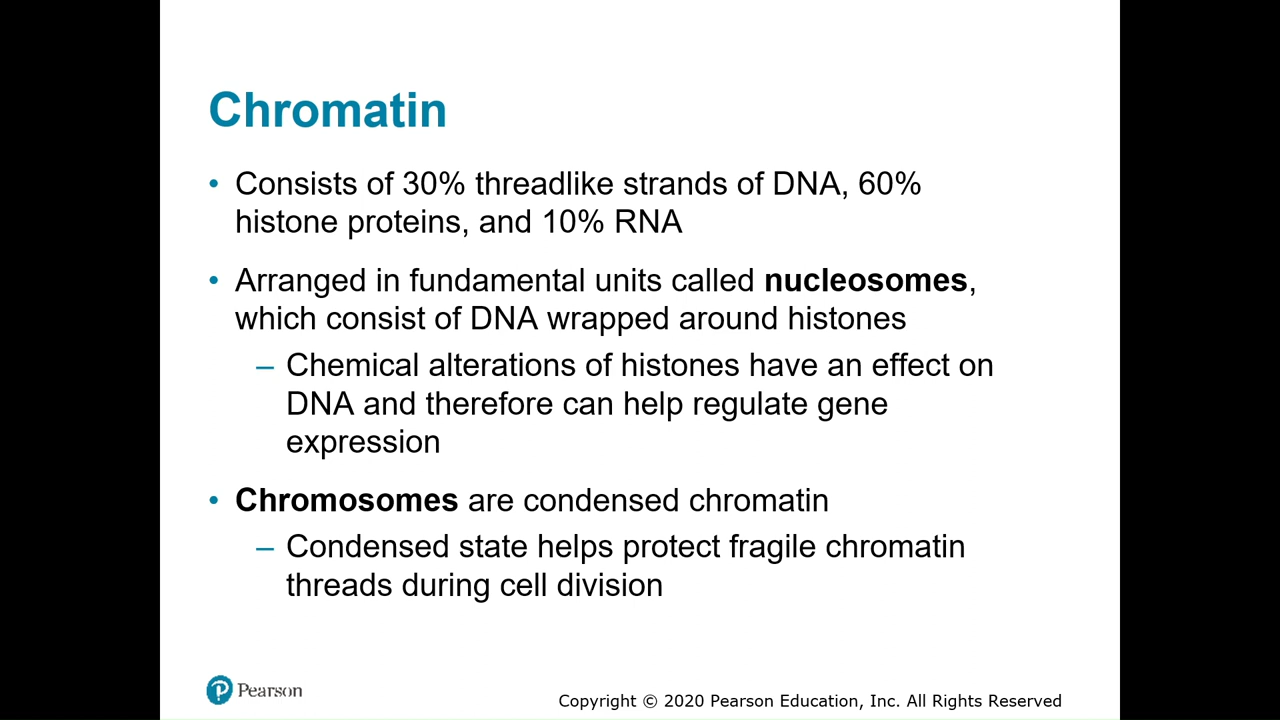 Chromatin
• Consists of 30% threadlike strands of DNA, 60%
histone proteins, and 10% RNA
• Arranged in fundamental units called nucleosomes,
which consist of DNA wrapped around histones
– Chemical alterations of histones have an effect on
DNA and therefore can help regulate gene
expression
• Chromosomes are condensed chromatin
– Condensed state helps protect fragile chromatin
threads during cell division
P Pearson
Copyright © 2020 Pearson Education, Inc. All Rights Reserved